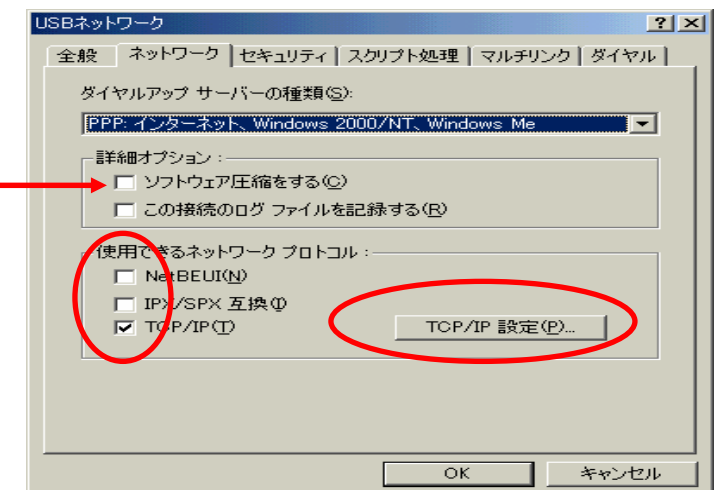 USBネットワーク
全般 ネットワーク セキュリティ スクリプト処理 マルチリンク ダイヤル
ダイヤルアップ サーバーの種類(S):
PPP: インターネット、Windows 2000/NT、Windows Me
詳細オプション:
ソフトウェア圧縮をする(C)
この接続のログ ファイルを記録する(R)
使用できるネットワーク プロトコル:
NetBEUI(N)
IPX/SPX 互換(I)
TCP/IP(T)
TCP/IP 設定(P)...
OK キャンセル